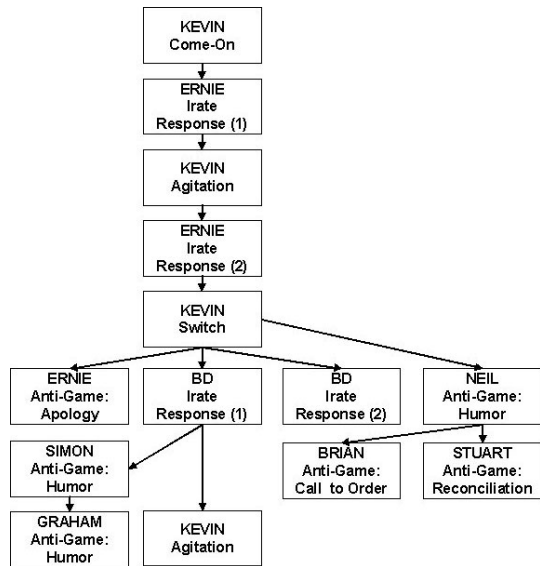 KEVIN
Come-On
ERNIE
Irate
Response (1)
KEVIN
Agitation
ERNIE
Irate
Response (2)
KEVIN
Switch
ERNIE
Anti-Game:
Apology
BD
Irate
Response (1)
BD
Irate
Response (2)
NEIL
Anti-Game:
Humor
SIMON
Anti-Game:
Humor
BRIAN
Anti-Game:
Call to Order
STUART
Anti-Game:
Reconciliation
GRAHAM
Anti-Game:
Humor
KEVIN
Agitation